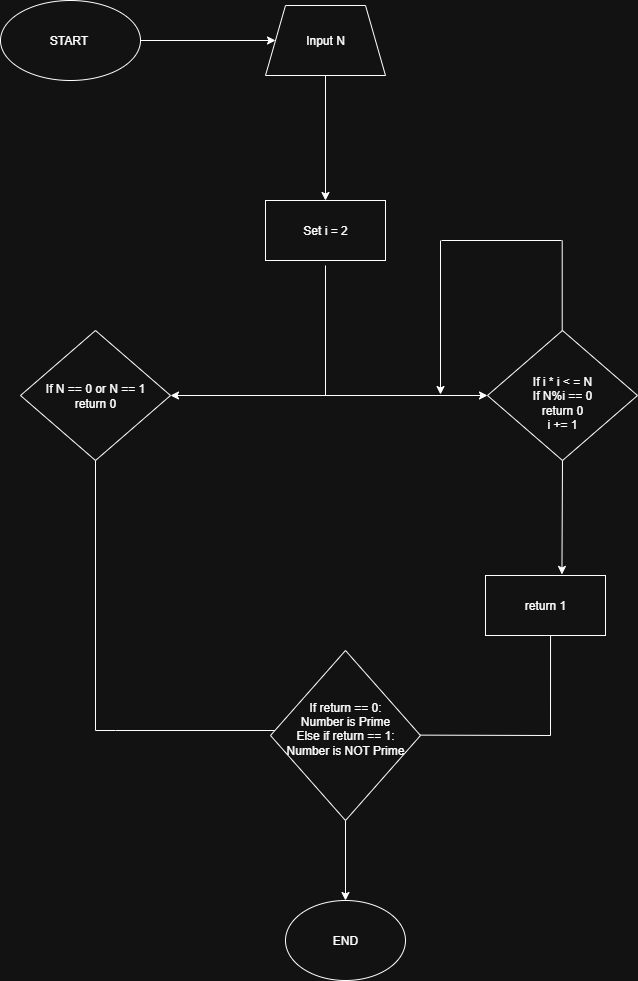 START
Input N
Set i = 2
If N == 0 or N == 1
return 0
If i * i < = N
If N%i == 0
return 0
i += 1
return 1
If return == 0:
Number is Prime
Else if return == 1:
Number is NOT Prime
END